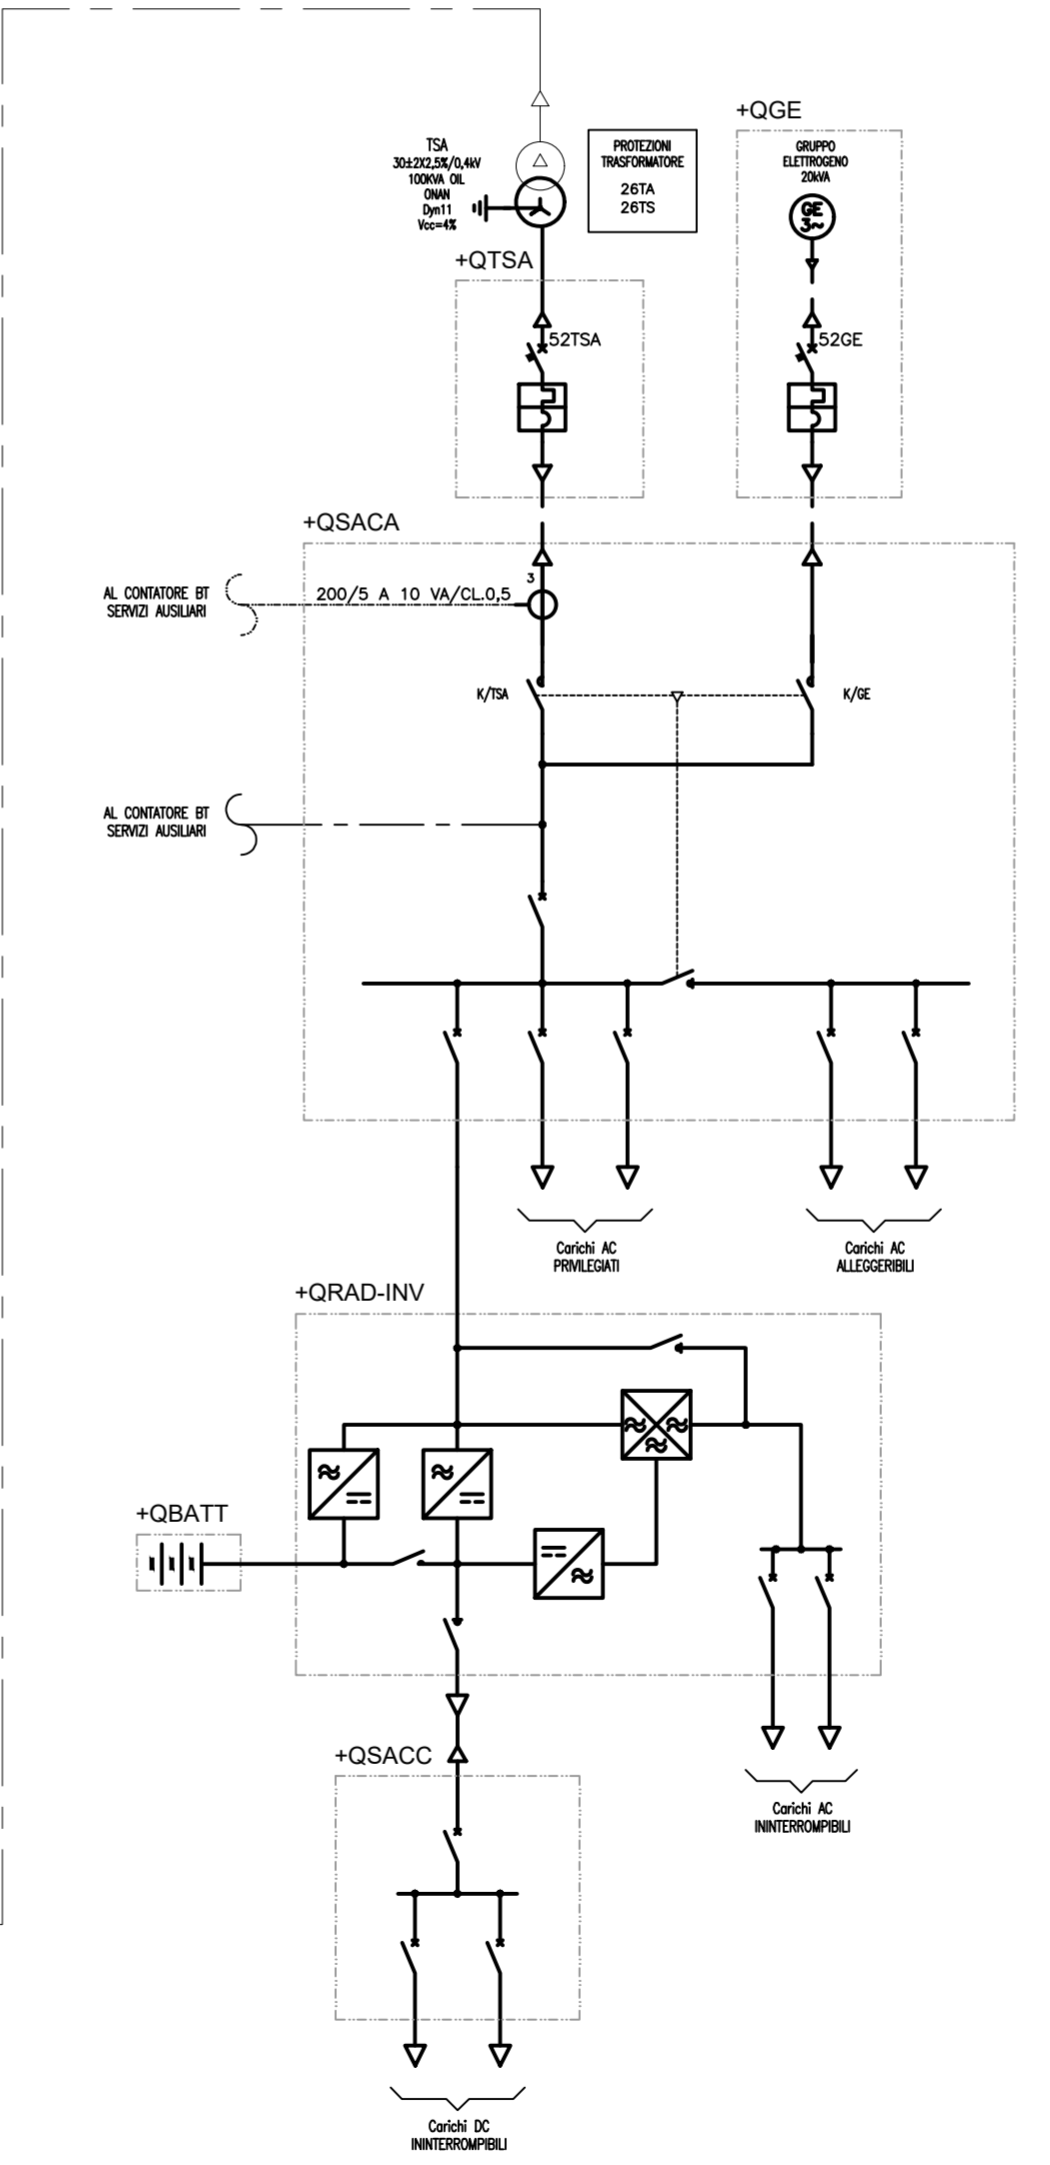 +QGE
TSA
30±2X2,5%/0,4kV
100KVA OIL
ONAN
Dyn11
Vcc=4%
PROTEZIONI
TRASFORMATORE
26TA
26TS
GRUPPO
ELETTROGENO
20kVA
GE
3~
+QTSA
52TSA
52GE
+QSACA
AL CONTATORE BT
SERVIZI AUSILIARI
200/5 A 10 VA/CL.0,5
3
K/TSA
K/GE
AL CONTATORE BT
SERVIZI AUSILIARI
Carichi AC
PRIVILEGIATI
Carichi AC
ALLEGGERIBILI
+QRAD-INV
+QBATT
+QSACC
Carichi AC
ININTERROMPIBILI
Carichi DC
ININTERROMPIBILI